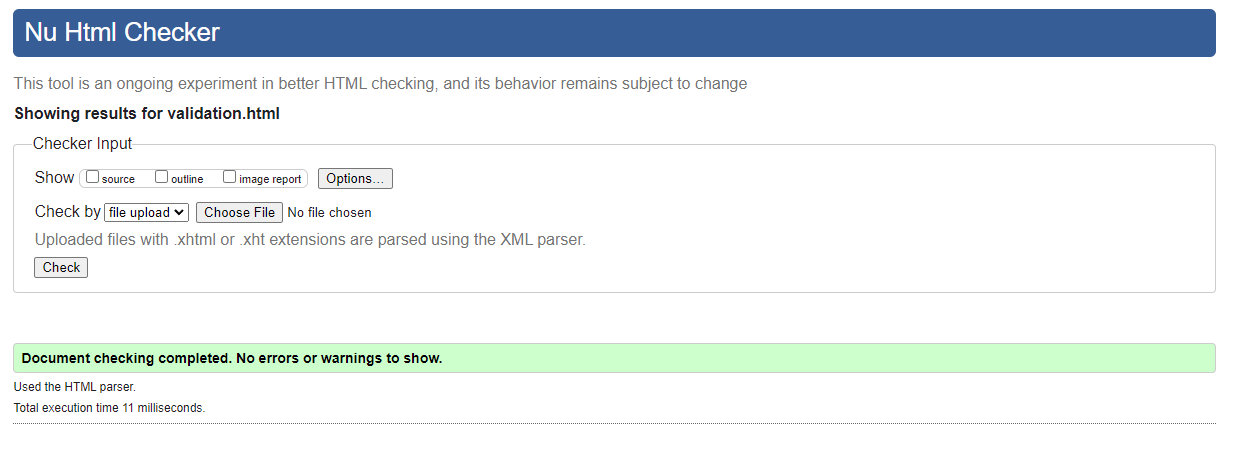 Nu Html Checker
This tool is an ongoing experiment in better HTML checking, and its behavior remains subject to change
Showing results for validation.html
Checker Input
Show source outline image report Options...
Check by file upload Choose File No file chosen
Uploaded files with .xhtml or .xht extensions are parsed using the XML parser.
Check
Document checking completed. No errors or warnings to show.
Used the HTML parser.
Total execution time 11 milliseconds.